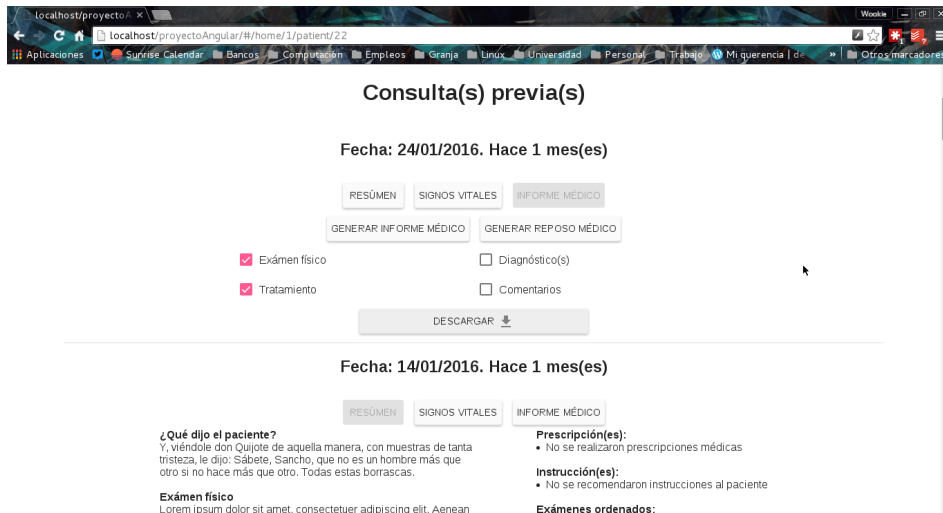 localhost/proyectoA ×
Wookie
localhost/proyectoAngular/#/home/1/patient/22
Aplicaciones Sunrise Calendar Bancos Computación Empleos Granja Linux Universidad Personal Trabajo Mi querencia | de » Otros marcadores
Consulta(s) previa(s)
Fecha: 24/01/2016. Hace 1 mes(es)
RESÚMEN SIGNOS VITALES INFORME MÉDICO
GENERAR INFORME MÉDICO GENERAR REPOSO MÉDICO
Exámen físico Diagnóstico(s)
Tratamiento Comentarios
DESCARGAR
Fecha: 14/01/2016. Hace 1 mes(es)
RESÚMEN SIGNOS VITALES INFORME MÉDICO
¿Qué dijo el paciente?
Y, viéndole don Quijote de aquella manera, con muestras de tanta
tristeza, le dijo: Sábete, Sancho, que no es un hombre más que
otro si no hace más que otro. Todas estas borrascas.
Exámen físico
Lorem ipsum dolor sit amet, consectetuer adipiscing elit. Aenean
Prescripción(es):
• No se realizaron prescripciones médicas
Instrucción(es):
• No se recomendaron instrucciones al paciente
Exámenes ordenados: